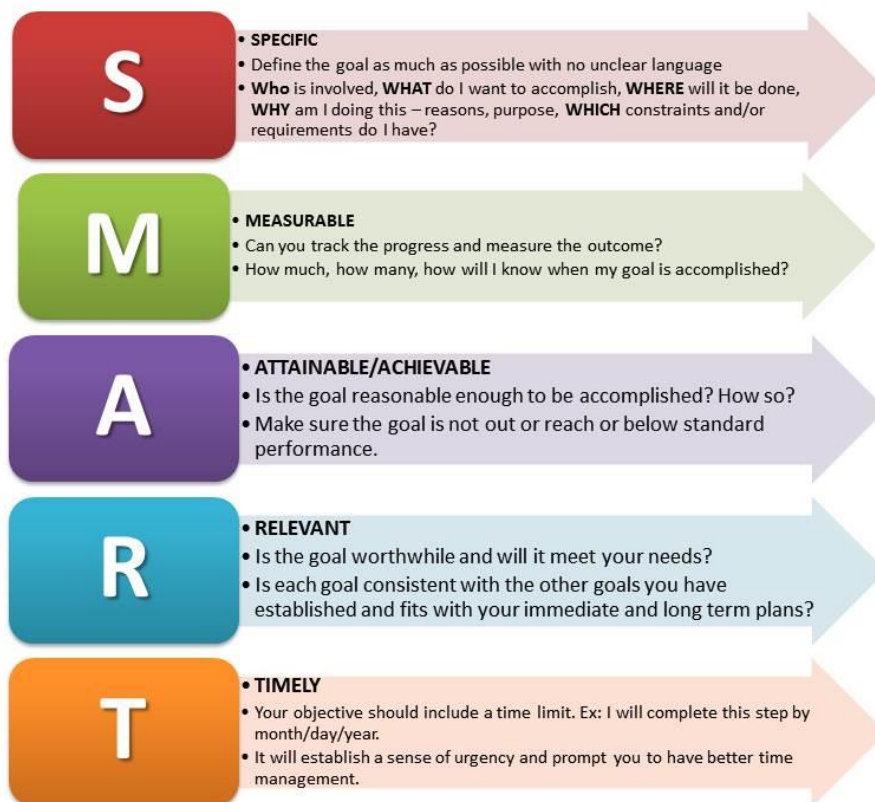 S
• SPECIFIC
• Define the goal as much as possible with no unclear language
• Who is involved, WHAT do I want to accomplish, WHERE will it be done,
WHY am I doing this – reasons, purpose, WHICH constraints and/or
requirements do I have?
M
• MEASURABLE
• Can you track the progress and measure the outcome?
• How much, how many, how will I know when my goal is accomplished?
A
• ATTAINABLE/ACHIEVABLE
• Is the goal reasonable enough to be accomplished? How so?
• Make sure the goal is not out or reach or below standard
performance.
R
• RELEVANT
• Is the goal worthwhile and will it meet your needs?
• Is each goal consistent with the other goals you have
established and fits with your immediate and long term plans?
T
• TIMELY
• Your objective should include a time limit. Ex: I will complete this step by
month/day/year.
• It will establish a sense of urgency and prompt you to have better time
management.